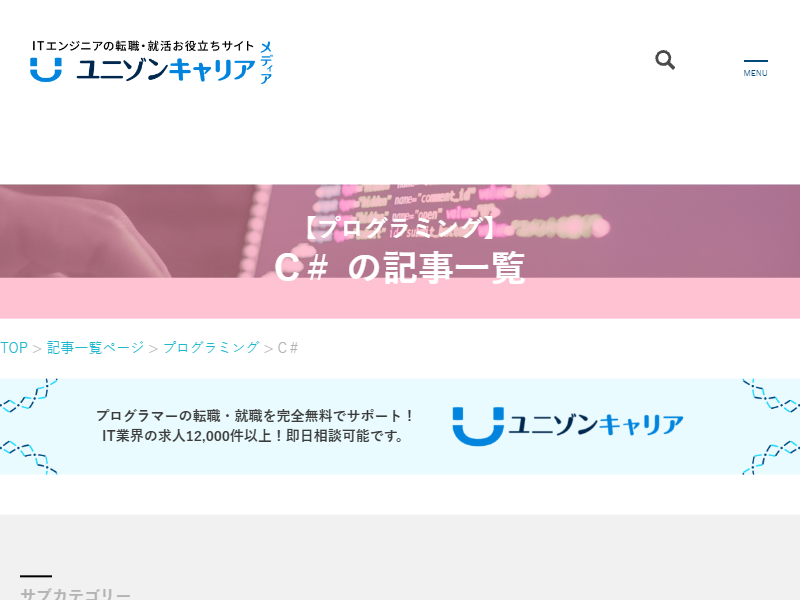 ITエンジニアの転職・就活お役立ちサイト
ユニゾンキャリア
メディア
MENU
name="comment_id"
name="open"
【プログラミング】
C# の記事一覧
TOP > 記事一覧ページ > プログラミング > C#
プログラマーの転職・就職を完全無料でサポート！
IT業界の求人12,000件以上！即日相談可能です。
ユニゾンキャリア
サブカテゴリー